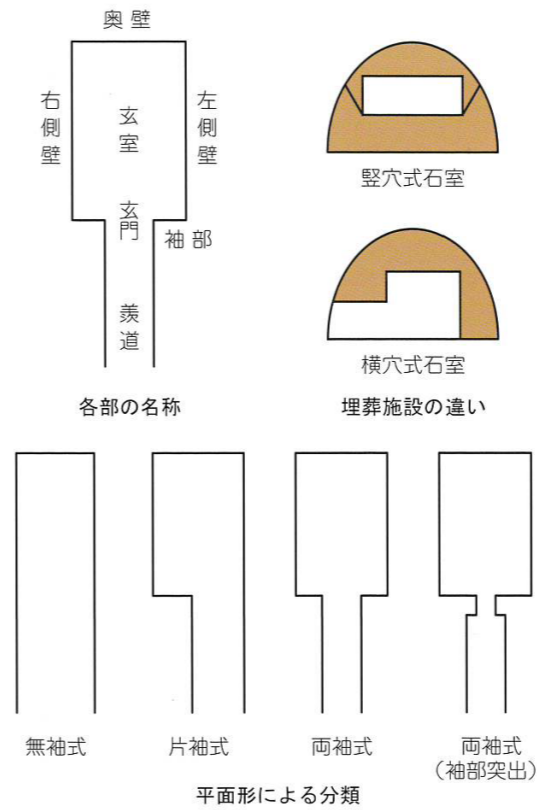 奥壁
右側壁
玄室
左側壁
玄門
袖部
羨道
各部の名称
竪穴式石室
横穴式石室
埋葬施設の違い
無袖式
片袖式
両袖式
両袖式
(袖部突出)
平面形による分類